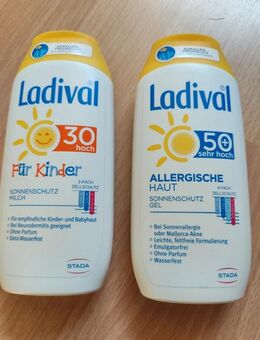 Ladival®
30
hoch
Für Kinder
SONNENSCHUTZ
MILCH
3-FACH
ZELLSCHUTZ
• Für empfindliche Kinder- und Babyhaut
• Bei Neurodermitis geeignet
• Ohne Parfum
• Extra Wasserfest
STADA
Ladival®
50+
sehr hoch
ALLERGISCHE
HAUT
SONNENSCHUTZ
GEL
4-FACH
ZELLSCHUTZ
• Bei Sonnenallergie
oder Mallorca-Akne
• Leichte, fettfreie Formulierung
• Emulgatorfrei
• Ohne Parfum
• Wasserfest
STADA